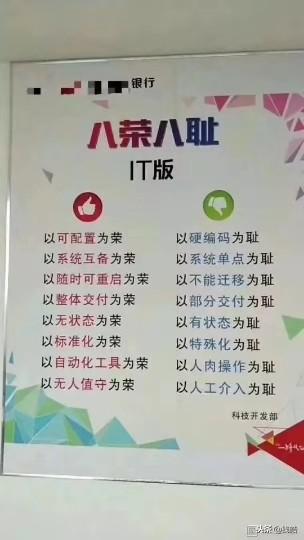 银行
八荣八耻
IT版
以可配置为荣 以硬编码为耻
以系统互备为荣 以系统单点为耻
以随时可重启为荣 以不能迁移为耻
以整体交付为荣 以部分交付为耻
以无状态为荣 以有状态为耻
以标准化为荣 以特殊化为耻
以自动化工具为荣 以人肉操作为耻
以无人值守为荣 以人工介入为耻
科技开发部